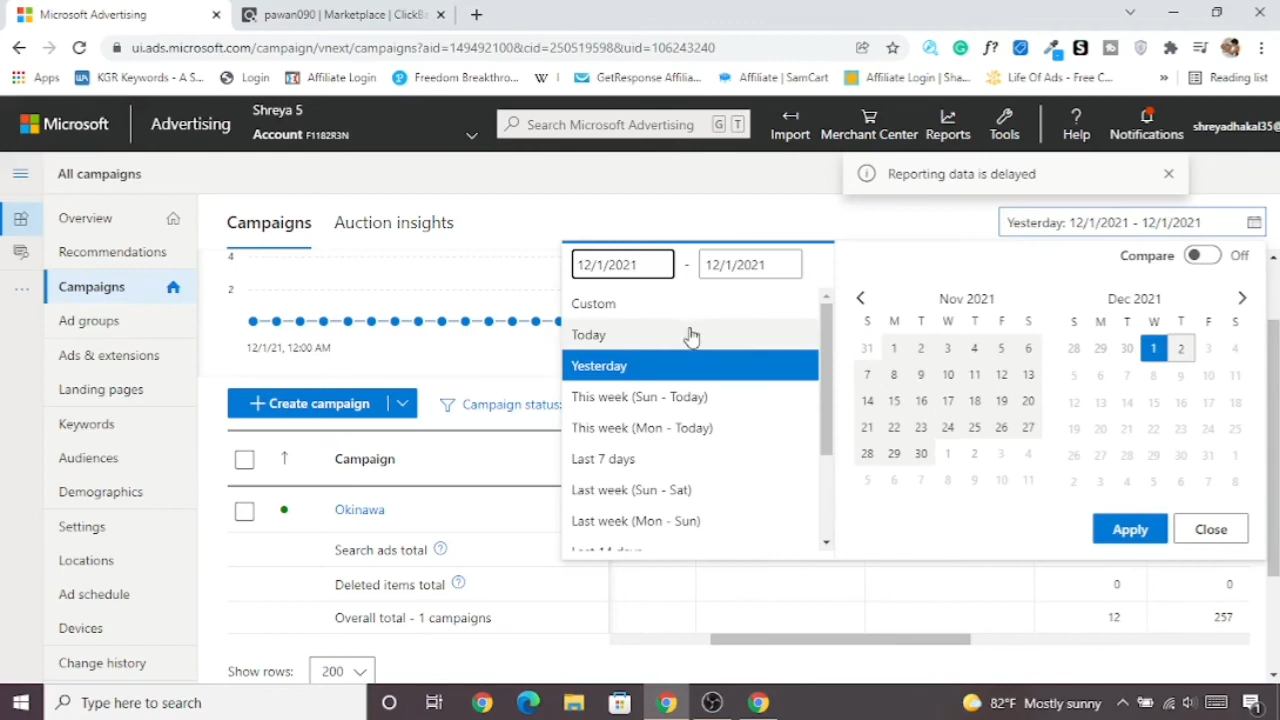 Microsoft Advertising
pawan090 | Marketplace | ClickBa
ui.ads.microsoft.com/campaign/vnext/campaigns?aid=149492100&cid=250519598&uid=106243240
f?
S
Apps
KGR Keywords - A S...
Login
Affiliate Login
Freedom Breakthro...
W
GetResponse Affilia...
Affiliate | SamCart
Affiliate Login | Sha...
Life Of Ads - Free C...
»
Reading list
Microsoft
Advertising
Shreya 5
Account F1182R3N
Search Microsoft Advertising
G
T
Import
Merchant Center
Reports
Tools
Help
Notifications
shreyadhakal35@
All campaigns
Reporting data is delayed
Overview
Recommendations
Campaigns
Ad groups
Ads & extensions
Landing pages
Keywords
Audiences
Demographics
Settings
Locations
Ad schedule
Devices
Change history
Campaigns
Auction insights
Yesterday: 12/1/2021 - 12/1/2021
4
2
12/1/21, 12:00 AM
Create campaign
Campaign status:
Campaign
Okinawa
Search ads total
Deleted items total
0 0
Overall total - 1 campaigns
12 257
Show rows:
200
12/1/2021 - 12/1/2021
Custom
Today
Yesterday
This week (Sun - Today)
This week (Mon - Today)
Last 7 days
Last week (Sun - Sat)
Last week (Mon - Sun)
Last 14 days
Compare
Off
Nov 2021
S M T W T F S
31 1 2 3 4 5 6
7 8 9 10 11 12 13
14 15 16 17 18 19 20
21 22 23 24 25 26 27
28 29 30 1 2 3 4
5 6 7 8 9 10 11
Dec 2021
S M T W T F S
28 29 30 1 2 3 4
5 6 7 8 9 10 11
12 13 14 15 16 17 18
19 20 21 22 23 24 25
26 27 28 29 30 31 1
2 3 4 5 6 7 8
Apply
Close
Type here to search
82°F Mostly sunny
1